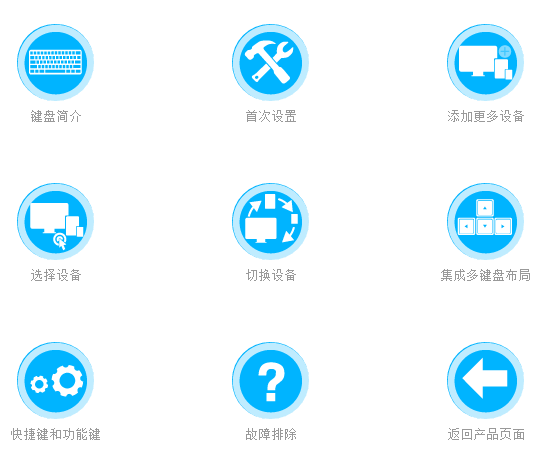 键盘简介
首次设置
添加更多设备
选择设备
切换设备
集成多键盘布局
快捷键和功能键
故障排除
返回产品页面